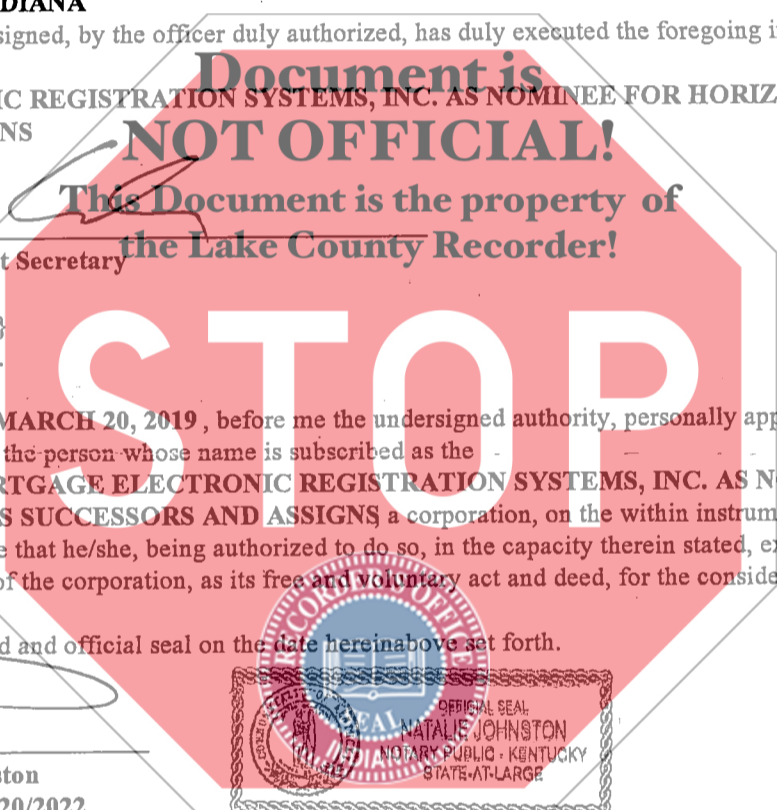 DIANA
signed, by the officer duly authorized, has duly executed the foregoing i
Document is
IC REGISTRATION SYSTEMS, INC. AS NOMINEE FOR HORIZ
NS
NOT OFFICIAL!
This Document is the property of
the Lake County Recorder!
t Secretary
STOP
MARCH 20, 2019 , before me the undersigned authority, personally app
the person whose name is subscribed as the
RTGAGE ELECTRONIC REGISTRATION SYSTEMS, INC. AS N
S SUCCESSORS AND ASSIGNS a corporation, on the within instrum
e that he/she, being authorized to do so, in the capacity therein stated, ex
of the corporation, as its free and voluntary act and deed, for the conside
d and official seal on the date hereinabove set forth.
RECORDER'S OFFICE
SEAL
INDIANA
OFFICIAL SEAL
NATALIE JOHNSTON
NOTARY PUBLIC - KENTUCKY
STATE-AT-LARGE
ston
20/2022